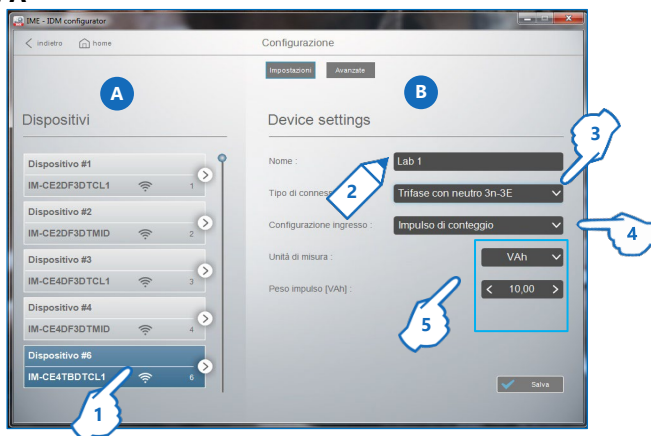 IME - IDM configurator
indietro home Configurazione
Impostazioni Avanzate
A
B
Dispositivi
Dispositivo #1
IM-CE2DF3DTCL1 1
Dispositivo #2
IM-CE2DF3DTMID 2
Dispositivo #3
IM-CE4DF3DTCL1 3
Dispositivo #4
IM-CE4DF3DTMID 4
Dispositivo #6
IM-CE4TBDTCL1 6
1
Device settings
Nome : Lab 1
2
3
Tipo di conness Trifase con neutro 3n-3E
Configurazione ingresso : Impulso di conteggio
4
Unità di misura : VAh
Peso impulso [VAh] : < 10,00 >
5
Salva